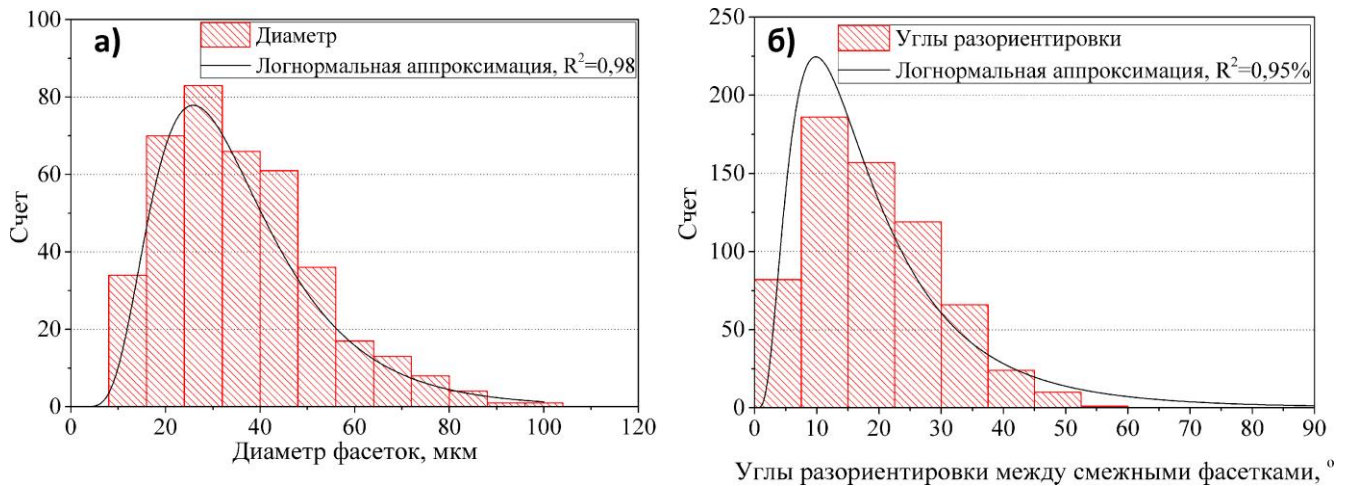 а)
Диаметр
Логнормальная аппроксимация, R²=0,98
Счет
100
80
60
40
20
0
0 20 40 60 80 100 120
Диаметр фасеток, мкм
б)
Углы разориентировки
Логнормальная аппроксимация, R²=0,95%
Счет
250
200
150
100
50
0
0 10 20 30 40 50 60 70 80 90
Углы разориентировки между смежными фасетками, °